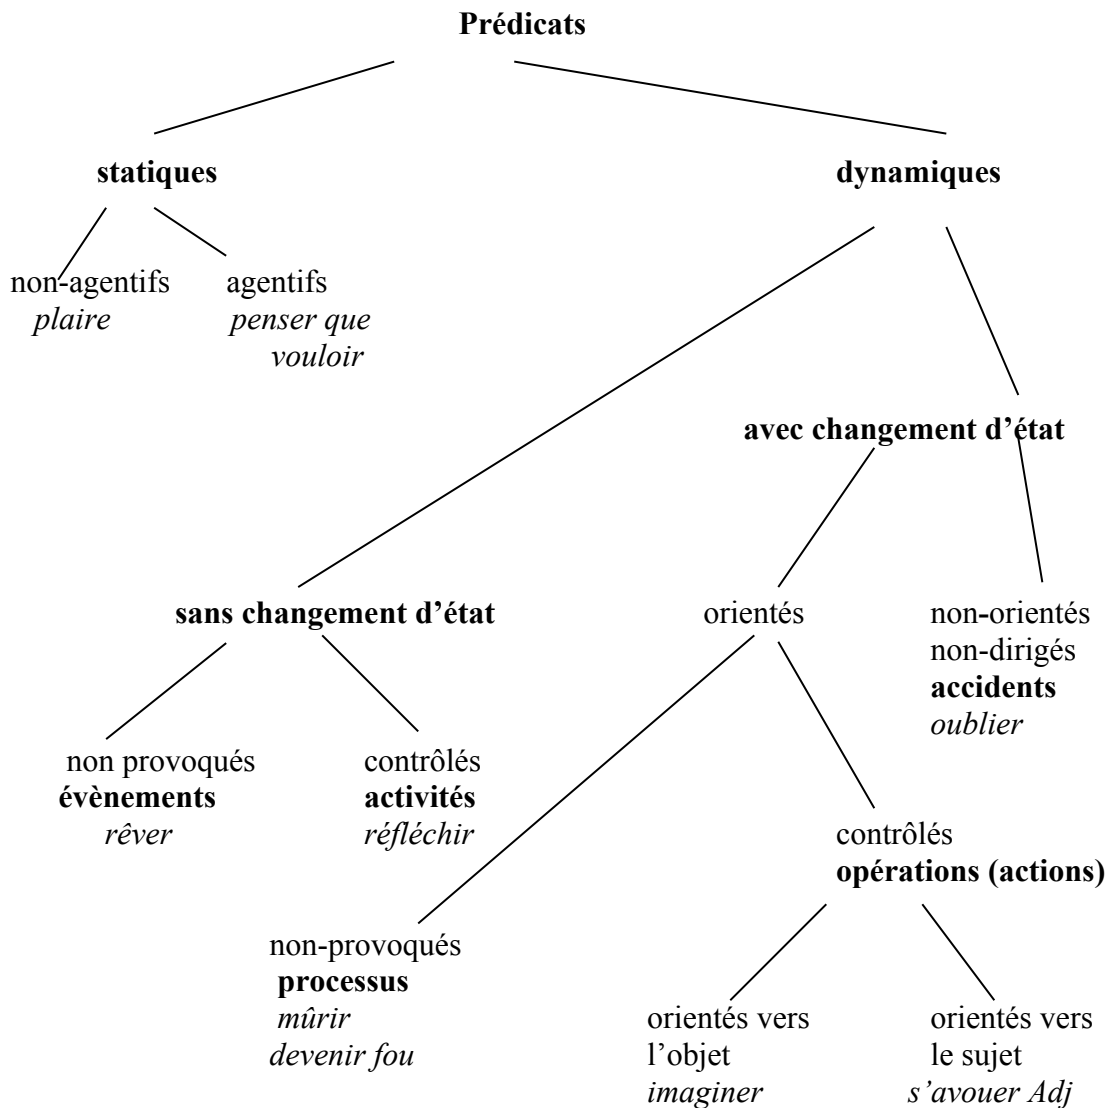 Prédicats
statiques
dynamiques
non-agentifs
plaire
agentifs
penser que
vouloir
avec changement d'état
sans changement d'état
orientés
non-orientés
non-dirigés
accidents
oublier
non provoqués
évènements
rêver
contrôlés
activités
réfléchir
contrôlés
opérations (actions)
non-provoqués
processus
mûrir
devenir fou
orientés vers
l'objet
imaginer
orientés vers
le sujet
s'avouer Adj